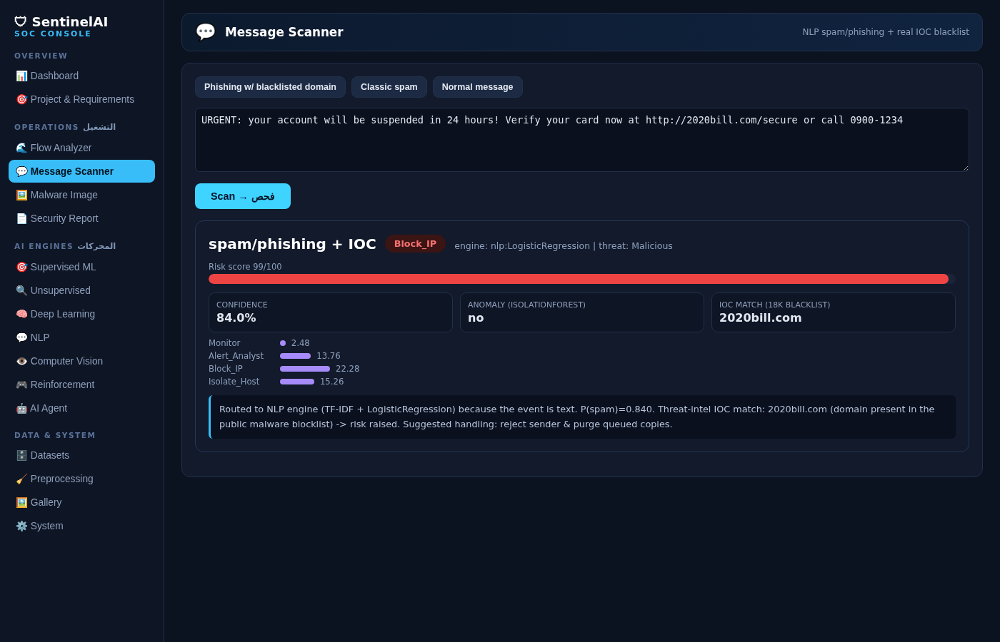 SentinelAI
SOC CONSOLE
OVERVIEW
Dashboard
Project & Requirements
OPERATIONS التشغيل
Flow Analyzer
Message Scanner
Malware Image
Security Report
AI ENGINES المحركات
Supervised ML
Unsupervised
Deep Learning
NLP
Computer Vision
Reinforcement
AI Agent
DATA & SYSTEM
Datasets
Preprocessing
Gallery
System
Message Scanner
NLP spam/phishing + real IOC blacklist
Phishing w/ blacklisted domain
Classic spam
Normal message
URGENT: your account will be suspended in 24 hours! Verify your card now at http://2020bill.com/secure or call 0900-1234
Scan → فحص
spam/phishing + IOC
Block_IP
engine: nlp:LogisticRegression | threat: Malicious
Risk score 99/100
CONFIDENCE
84.0%
ANOMALY (ISOLATIONFOREST)
no
IOC MATCH (18K BLACKLIST)
2020bill.com
Monitor 2.48
Alert_Analyst 13.76
Block_IP 22.28
Isolate_Host 15.26
Routed to NLP engine (TF-IDF + LogisticRegression) because the event is text. P(spam)=0.840. Threat-intel IOC match: 2020bill.com (domain present in the
public malware blocklist) -> risk raised. Suggested handling: reject sender & purge queued copies.